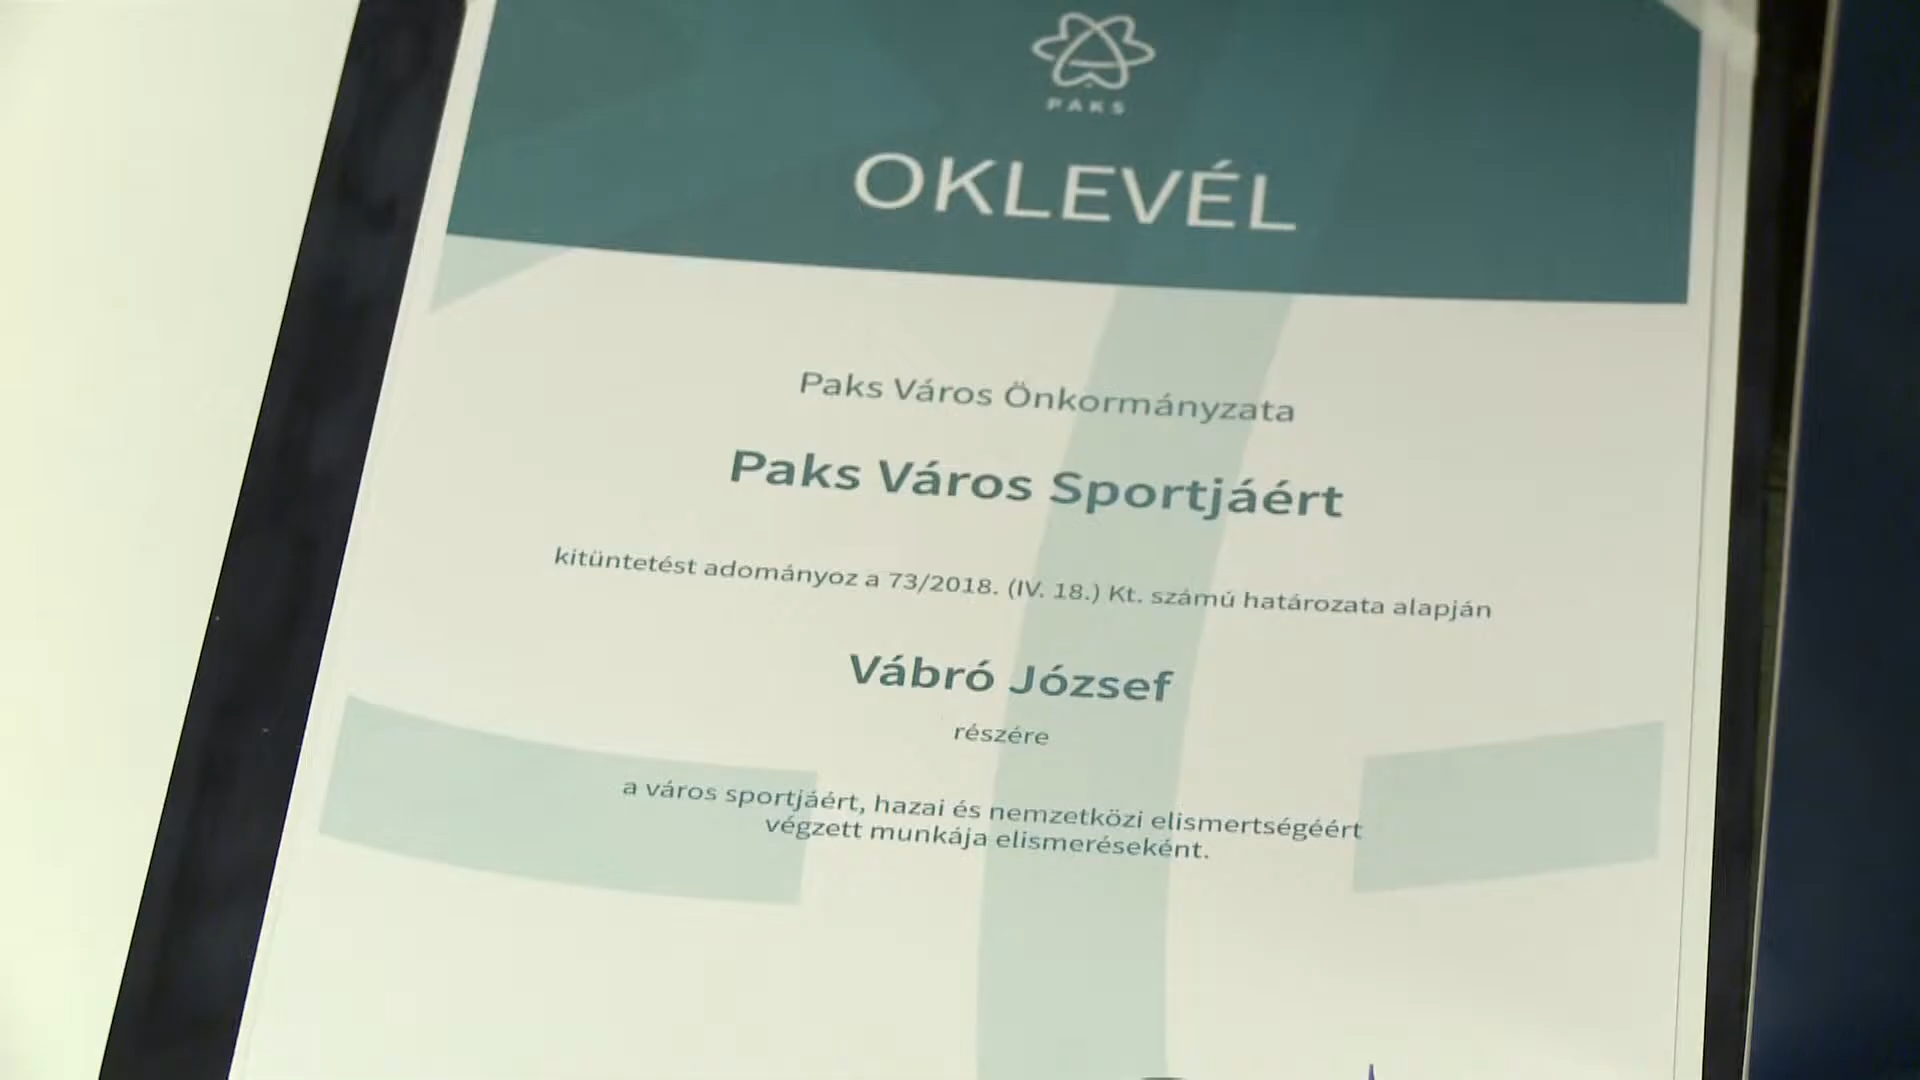 PAKS
OKLEVÉL
Paks Város Önkormányzata
Paks Város Sportjáért
kitüntetést adományoz a 73/2018. (IV. 18.) Kt. számú határozata alapján
Vábró József
részére
a város sportjáért, hazai és nemzetközi elismertségéért
végzett munkája elismeréseként.